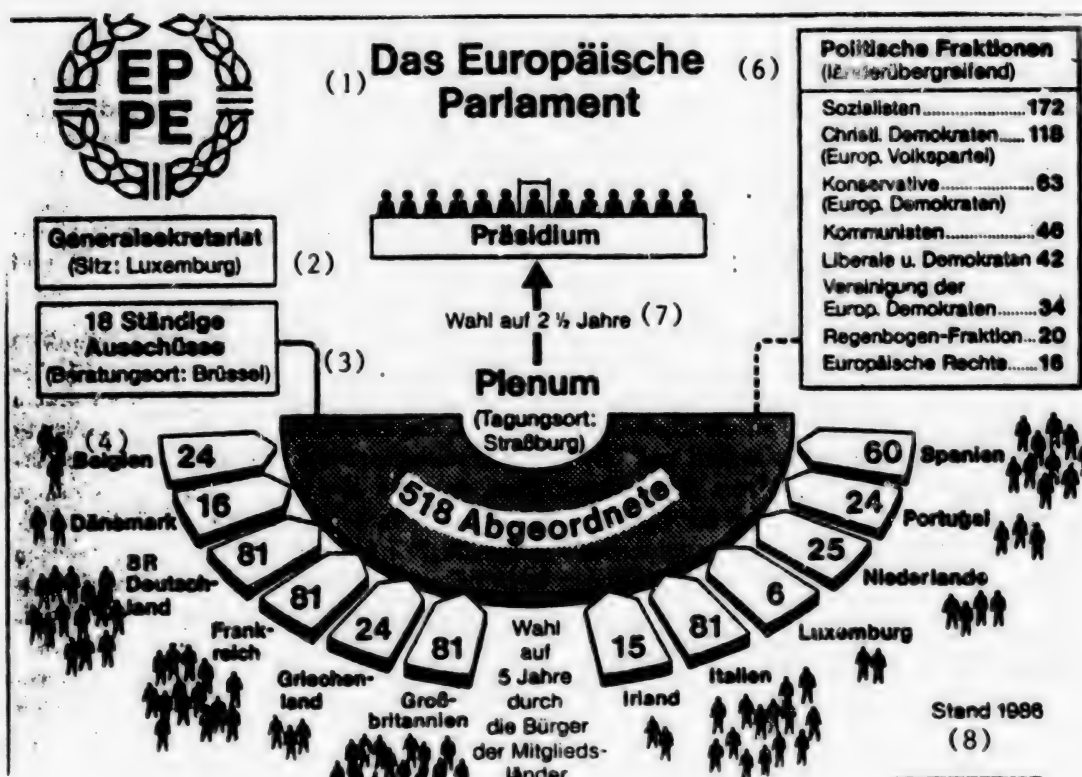 EP
PE
(1)
Das Europäische
Parlament
(6)
Politische Fraktionen
(länderübergreifend)
Sozialisten 172
Christl. Demokraten 118
(Europ. Volkspartei)
Konservative 63
(Europ. Demokraten)
Kommunisten 46
Liberale u. Demokraten 42
Vereinigung der
Europ. Demokraten 34
Regenbogen-Fraktion 20
Europäische Rechte 16
Präsidium
Generalsekretariat
(Sitz: Luxemburg)
(2)
Wahl auf 2 ½ Jahre (7)
18 Ständige
Ausschüsse
(Beratungsort: Brüssel)
(3)
Plenum
(Tagungsort:
Straßburg)
518 Abgeordnete
(4)
Belgien 24
Dänemark 16
BR
Deutsch-
land
81
Frank-
reich
81
Griechen-
land
24
Groß-
britannien
81
Wahl
auf
5 Jahre
durch
die Bürger
der Mitglieds-
länder
15
Irland
81
Italien
6
Luxemburg
25
Niederlande
24
Portugal
60 Spanien
Stand 1986
(8)